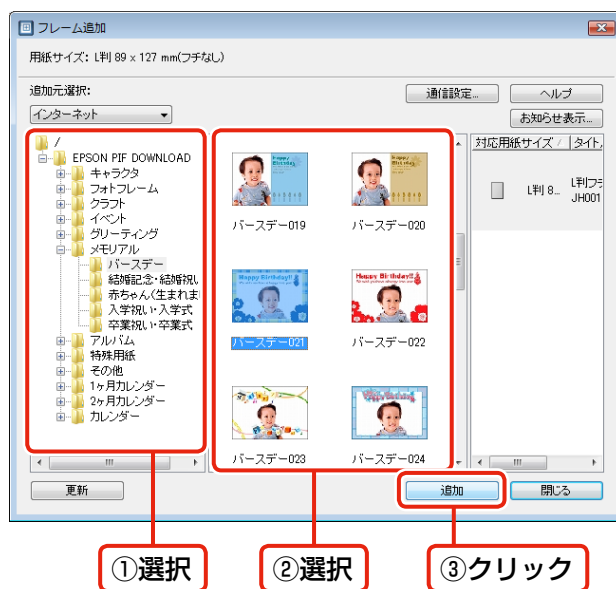 フレーム追加
用紙サイズ: L判 89 x 127 mm(フチなし)
追加元選択:
インターネット
通信設定...
ヘルプ
お知らせ表示...
/
EPSON PIF DOWNLOAD
キャラクタ
フォトフレーム
クラフト
イベント
グリーティング
メモリアル
バースデー
結婚記念・結婚祝い
赤ちゃん(生まれま
入学祝い・入学式
卒業祝い・卒業式
アルバム
特殊用紙
その他
1ヶ月カレンダー
2ヶ月カレンダー
カレンダー
Happy Birthday
バースデー019
Happy Birthday
バースデー020
Happy Birthday!!
バースデー021
Happy Birthday!!
バースデー022
バースデー023
バースデー024
対応用紙サイズ / タイト
L判 8...
L判フチ
JH001
更新
追加
閉じる
①選択
②選択
③クリック